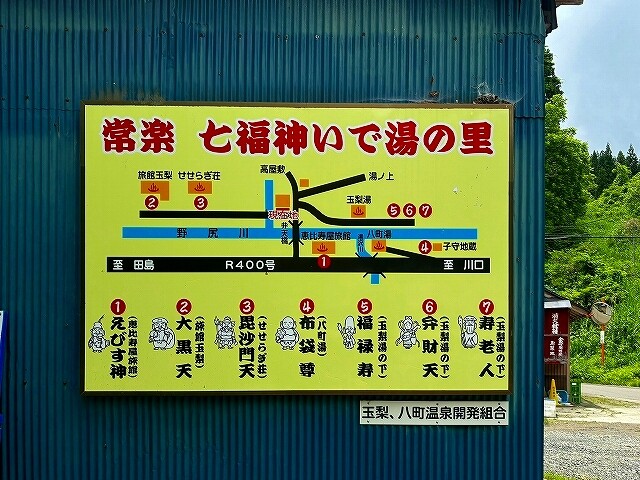 常楽 七福神いで湯の里
旅館玉梨
せせらぎ荘
高屋敷
湯ノ上
玉梨湯
② ③
現在地
⑤⑥⑦
野尻川
井天橋
恵比寿屋旅館
八町湯
①
④
子守地蔵
至 田島
R400号
至 川口
① えびす神 (恵比寿屋旅館)
② 大黒天 (旅館玉梨)
③ 毘沙門天 (せせらぎ荘)
④ 布袋尊 (八町湯)
⑤ 福禄寿 (玉梨湯の下)
⑥ 弁財天 (玉梨湯の下)
⑦ 寿老人 (玉梨湯の下)
玉梨、八町温泉開発組合